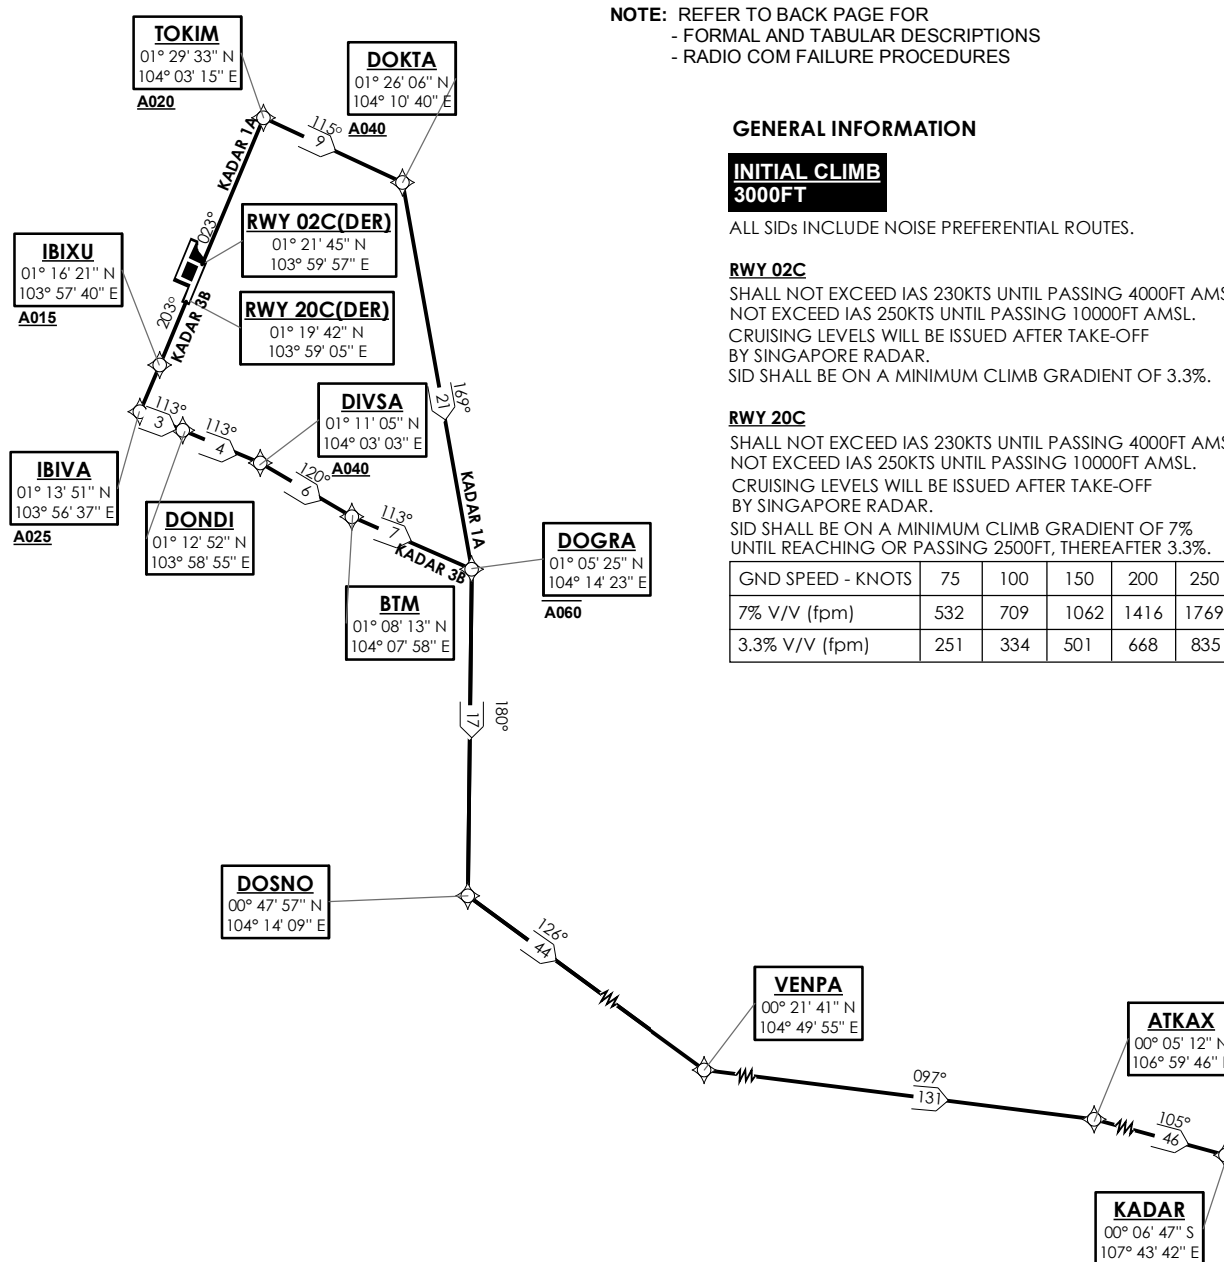 NOTE: REFER TO BACK PAGE FOR
- FORMAL AND TABULAR DESCRIPTIONS
- RADIO COM FAILURE PROCEDURES
TOKIM
01° 29' 33" N
104° 03' 15" E
A020
DOKTA
01° 26' 06" N
104° 10' 40" E
A040
115°
9
KADAR 1A
023°
RWY 02C(DER)
01° 21' 45" N
103° 59' 57" E
IBIXU
01° 16' 21" N
103° 57' 40" E
A015
203°
KADAR 3B
RWY 20C(DER)
01° 19' 42" N
103° 59' 05" E
169°
21
KADAR 1A
DIVSA
01° 11' 05" N
104° 03' 03" E
A040
113°
3
113°
4
120°
6
113°
7
KADAR 3B
IBIVA
01° 13' 51" N
103° 56' 37" E
A025
DONDI
01° 12' 52" N
103° 58' 55" E
DOGRA
01° 05' 25" N
104° 14' 23" E
A060
BTM
01° 08' 13" N
104° 07' 58" E
GENERAL INFORMATION
INITIAL CLIMB
3000FT
ALL SIDs INCLUDE NOISE PREFERENTIAL ROUTES.
RWY 02C
SHALL NOT EXCEED IAS 230KTS UNTIL PASSING 4000FT AMS
NOT EXCEED IAS 250KTS UNTIL PASSING 10000FT AMSL.
CRUISING LEVELS WILL BE ISSUED AFTER TAKE-OFF
BY SINGAPORE RADAR.
SID SHALL BE ON A MINIMUM CLIMB GRADIENT OF 3.3%.
RWY 20C
SHALL NOT EXCEED IAS 230KTS UNTIL PASSING 4000FT AMS
NOT EXCEED IAS 250KTS UNTIL PASSING 10000FT AMSL.
CRUISING LEVELS WILL BE ISSUED AFTER TAKE-OFF
BY SINGAPORE RADAR.
SID SHALL BE ON A MINIMUM CLIMB GRADIENT OF 7%
UNTIL REACHING OR PASSING 2500FT, THEREAFTER 3.3%.
GND SPEED - KNOTS 75 100 150 200 250
7% V/V (fpm) 532 709 1062 1416 1769
3.3% V/V (fpm) 251 334 501 668 835
180°
17
DOSNO
00° 47' 57" N
104° 14' 09" E
126°
44
VENPA
00° 21' 41" N
104° 49' 55" E
097°
131
ATKAX
00° 05' 12" N
106° 59' 46"
105°
46
KADAR
00° 06' 47" S
107° 43' 42" E